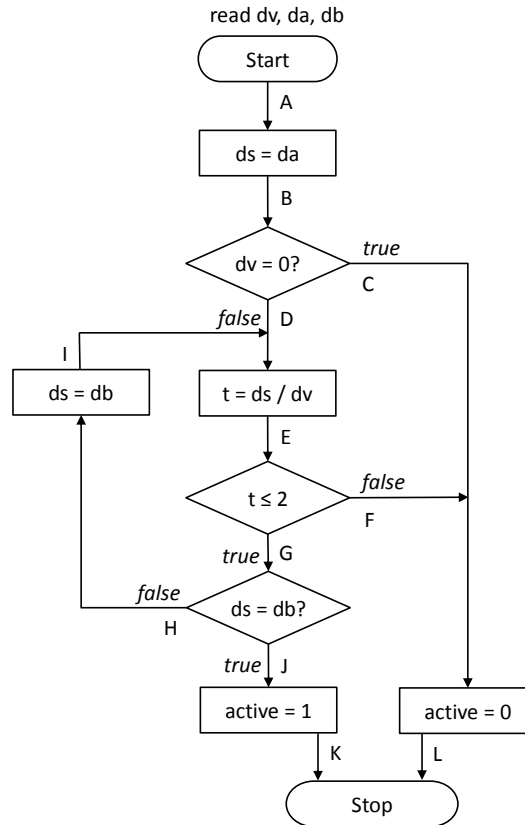 read dv, da, db
Start
A
ds = da
B
dv = 0?
true
C
false
D
I
ds = db
t = ds / dv
E
t ≤ 2
false
F
true
G
false
H
ds = db?
true
J
active = 1
active = 0
K
L
Stop